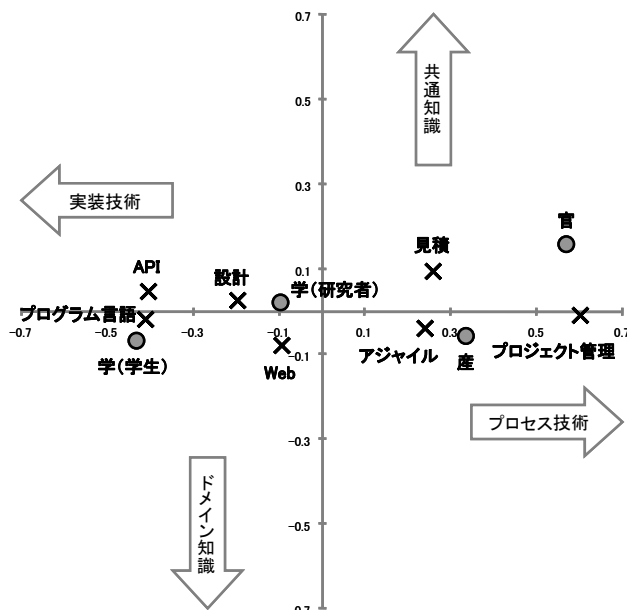 0.7
共通知識
0.5
0.3
実装技術
官
見積
API
設計
0.1
学(研究者)
プログラム言語
-0.7
-0.5
-0.3
-0.1
0.1
0.3
0.5
0.7
学(学生)
Web
-0.1
アジャイル
産
プロジェクト管理
プロセス技術
-0.3
ドメイン知識
-0.5
-0.7